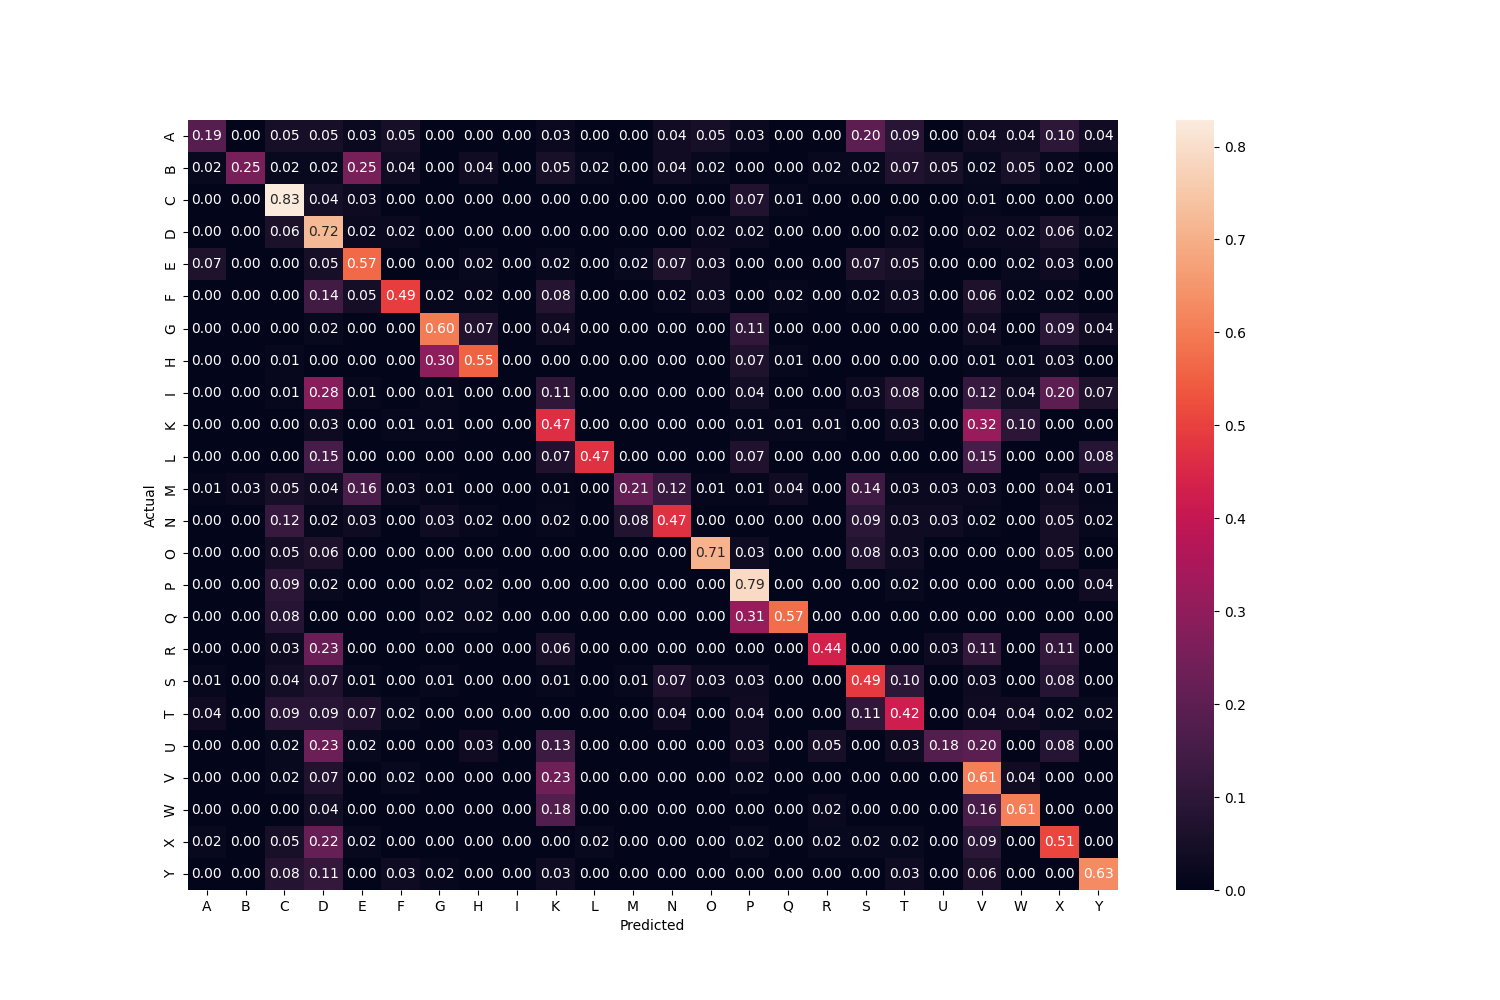 A 0.19 0.00 0.05 0.05 0.03 0.05 0.00 0.00 0.00 0.03 0.00 0.00 0.04 0.05 0.03 0.00 0.00 0.20 0.09 0.00 0.04 0.04 0.10 0.04
B 0.02 0.25 0.02 0.02 0.25 0.04 0.00 0.04 0.00 0.05 0.02 0.00 0.04 0.02 0.00 0.00 0.02 0.02 0.07 0.05 0.02 0.05 0.02 0.00
C 0.00 0.00 0.83 0.04 0.03 0.00 0.00 0.00 0.00 0.00 0.00 0.00 0.00 0.00 0.07 0.01 0.00 0.00 0.00 0.00 0.01 0.00 0.00 0.00
D 0.00 0.00 0.06 0.72 0.02 0.02 0.00 0.00 0.00 0.00 0.00 0.00 0.00 0.02 0.02 0.00 0.00 0.00 0.02 0.00 0.02 0.02 0.06 0.02
E 0.07 0.00 0.00 0.05 0.57 0.00 0.00 0.02 0.00 0.02 0.00 0.02 0.07 0.03 0.00 0.00 0.00 0.07 0.05 0.00 0.00 0.02 0.03 0.00
F 0.00 0.00 0.00 0.14 0.05 0.49 0.02 0.02 0.00 0.08 0.00 0.00 0.02 0.03 0.00 0.02 0.00 0.02 0.03 0.00 0.06 0.02 0.02 0.00
G 0.00 0.00 0.00 0.02 0.00 0.00 0.60 0.07 0.00 0.04 0.00 0.00 0.00 0.00 0.11 0.00 0.00 0.00 0.00 0.00 0.04 0.00 0.09 0.04
H 0.00 0.00 0.01 0.00 0.00 0.00 0.30 0.55 0.00 0.00 0.00 0.00 0.00 0.00 0.07 0.01 0.00 0.00 0.00 0.00 0.01 0.01 0.03 0.00
I 0.00 0.00 0.01 0.28 0.01 0.00 0.01 0.00 0.00 0.11 0.00 0.00 0.00 0.00 0.04 0.00 0.00 0.03 0.08 0.00 0.12 0.04 0.20 0.07
K 0.00 0.00 0.00 0.03 0.00 0.01 0.01 0.00 0.00 0.47 0.00 0.00 0.00 0.00 0.01 0.01 0.01 0.00 0.03 0.00 0.32 0.10 0.00 0.00
L 0.00 0.00 0.00 0.15 0.00 0.00 0.00 0.00 0.00 0.07 0.47 0.00 0.00 0.00 0.07 0.00 0.00 0.00 0.00 0.00 0.15 0.00 0.00 0.08
M 0.01 0.03 0.05 0.04 0.16 0.03 0.01 0.00 0.00 0.01 0.00 0.21 0.12 0.01 0.01 0.04 0.00 0.14 0.03 0.03 0.03 0.00 0.04 0.01
N 0.00 0.00 0.12 0.02 0.03 0.00 0.03 0.02 0.00 0.02 0.00 0.08 0.47 0.00 0.00 0.00 0.00 0.09 0.03 0.03 0.02 0.00 0.05 0.02
O 0.00 0.00 0.05 0.06 0.00 0.00 0.00 0.00 0.00 0.00 0.00 0.00 0.00 0.71 0.03 0.00 0.00 0.08 0.03 0.00 0.00 0.00 0.05 0.00
P 0.00 0.00 0.09 0.02 0.00 0.00 0.02 0.02 0.00 0.00 0.00 0.00 0.00 0.00 0.79 0.00 0.00 0.00 0.02 0.00 0.00 0.00 0.00 0.04
Q 0.00 0.00 0.08 0.00 0.00 0.00 0.02 0.02 0.00 0.00 0.00 0.00 0.00 0.00 0.31 0.57 0.00 0.00 0.00 0.00 0.00 0.00 0.00 0.00
R 0.00 0.00 0.03 0.23 0.00 0.00 0.00 0.00 0.00 0.06 0.00 0.00 0.00 0.00 0.00 0.00 0.44 0.00 0.00 0.03 0.11 0.00 0.11 0.00
S 0.01 0.00 0.04 0.07 0.01 0.00 0.01 0.00 0.00 0.01 0.00 0.01 0.07 0.03 0.03 0.00 0.00 0.49 0.10 0.00 0.03 0.00 0.08 0.00
T 0.04 0.00 0.09 0.09 0.07 0.02 0.00 0.00 0.00 0.00 0.00 0.00 0.04 0.00 0.04 0.00 0.00 0.11 0.42 0.00 0.04 0.04 0.02 0.02
U 0.00 0.00 0.02 0.23 0.02 0.00 0.00 0.03 0.00 0.13 0.00 0.00 0.00 0.00 0.03 0.00 0.05 0.00 0.03 0.18 0.20 0.00 0.08 0.00
V 0.00 0.00 0.02 0.07 0.00 0.02 0.00 0.00 0.00 0.23 0.00 0.00 0.00 0.00 0.02 0.00 0.00 0.00 0.00 0.00 0.61 0.04 0.00 0.00
W 0.00 0.00 0.00 0.04 0.00 0.00 0.00 0.00 0.00 0.18 0.00 0.00 0.00 0.00 0.00 0.00 0.02 0.00 0.00 0.00 0.16 0.61 0.00 0.00
X 0.02 0.00 0.05 0.22 0.02 0.00 0.00 0.00 0.00 0.00 0.02 0.00 0.00 0.00 0.02 0.00 0.02 0.02 0.02 0.00 0.09 0.00 0.51 0.00
Y 0.00 0.00 0.08 0.11 0.00 0.03 0.02 0.00 0.00 0.03 0.00 0.00 0.00 0.00 0.00 0.00 0.00 0.00 0.03 0.00 0.06 0.00 0.00 0.63
A B C D E F G H I K L M N O P Q R S T U V W X Y
Predicted
Actual
0.8
0.7
0.6
0.5
0.4
0.3
0.2
0.1
0.0